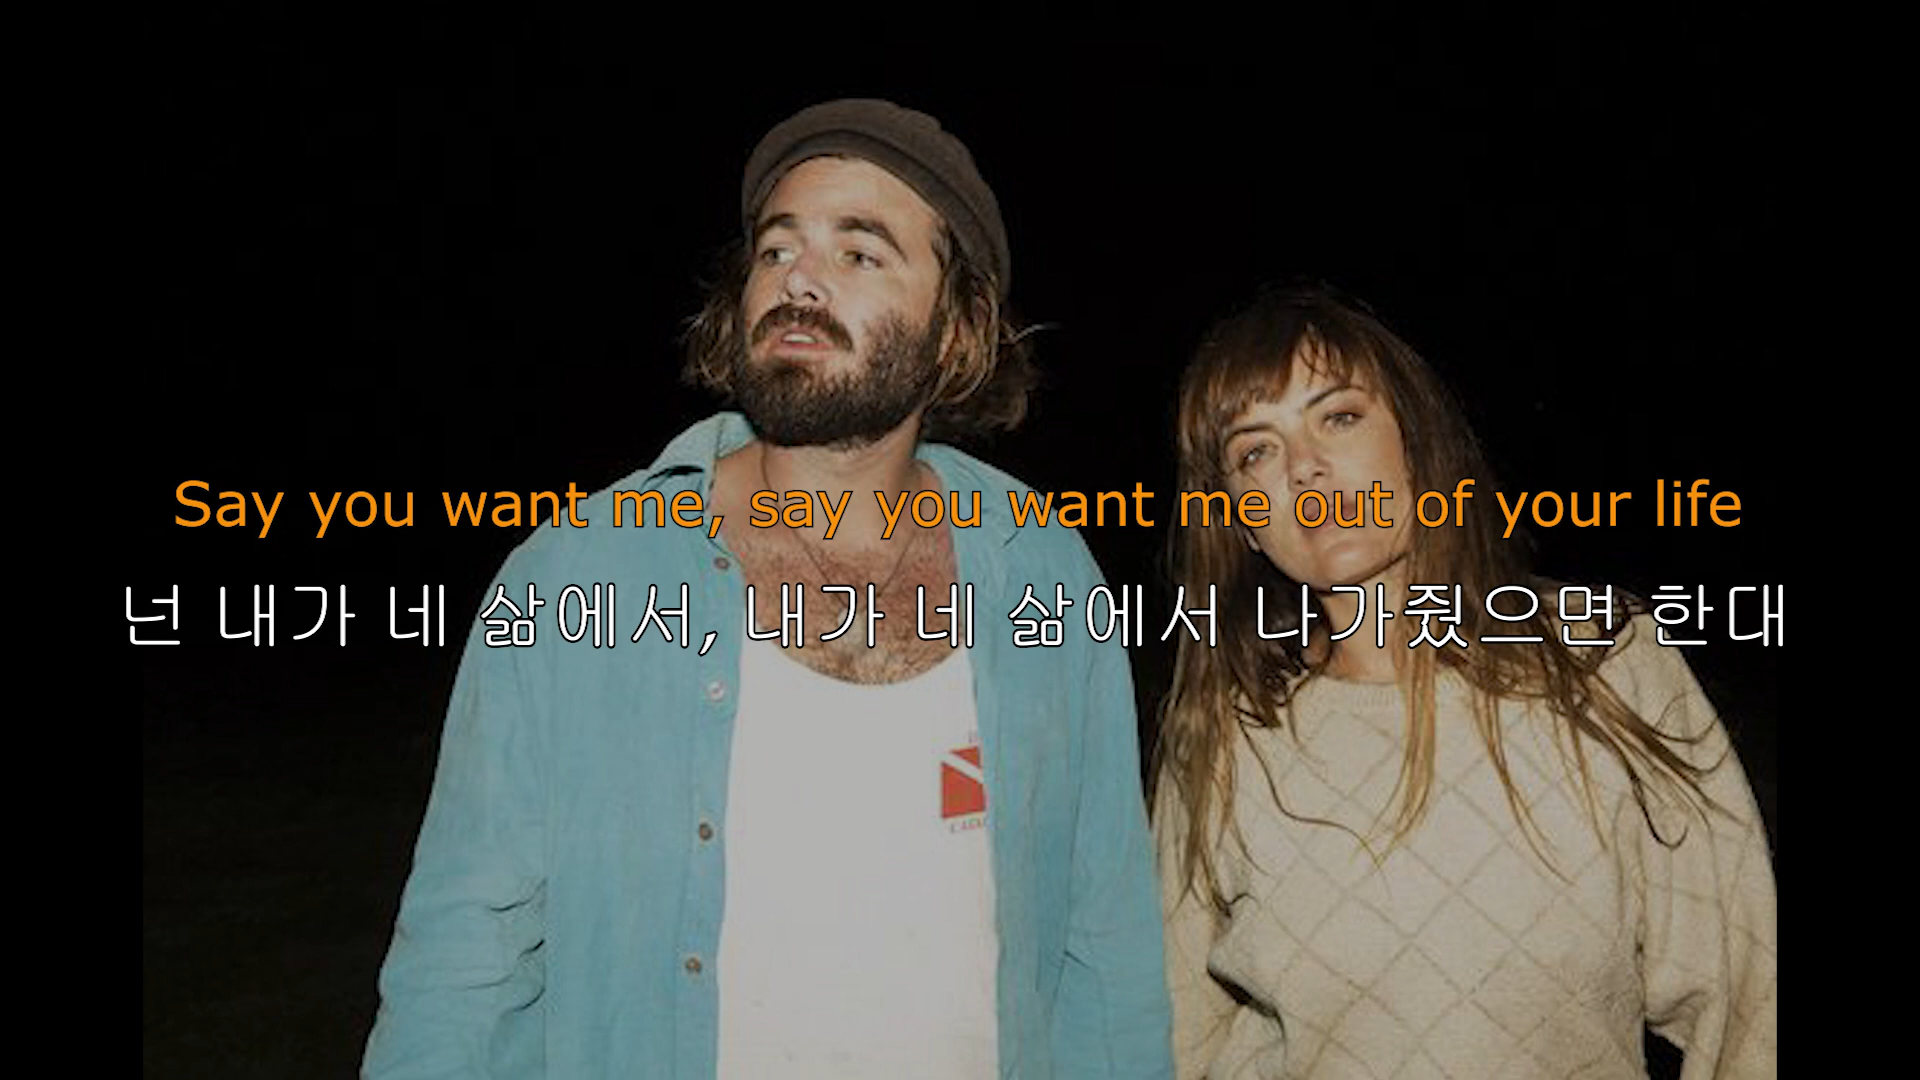 Say you want me, say you want me out of your life
넌 내가 네 삶에서, 내가 네 삶에서 나가줬으면 한대